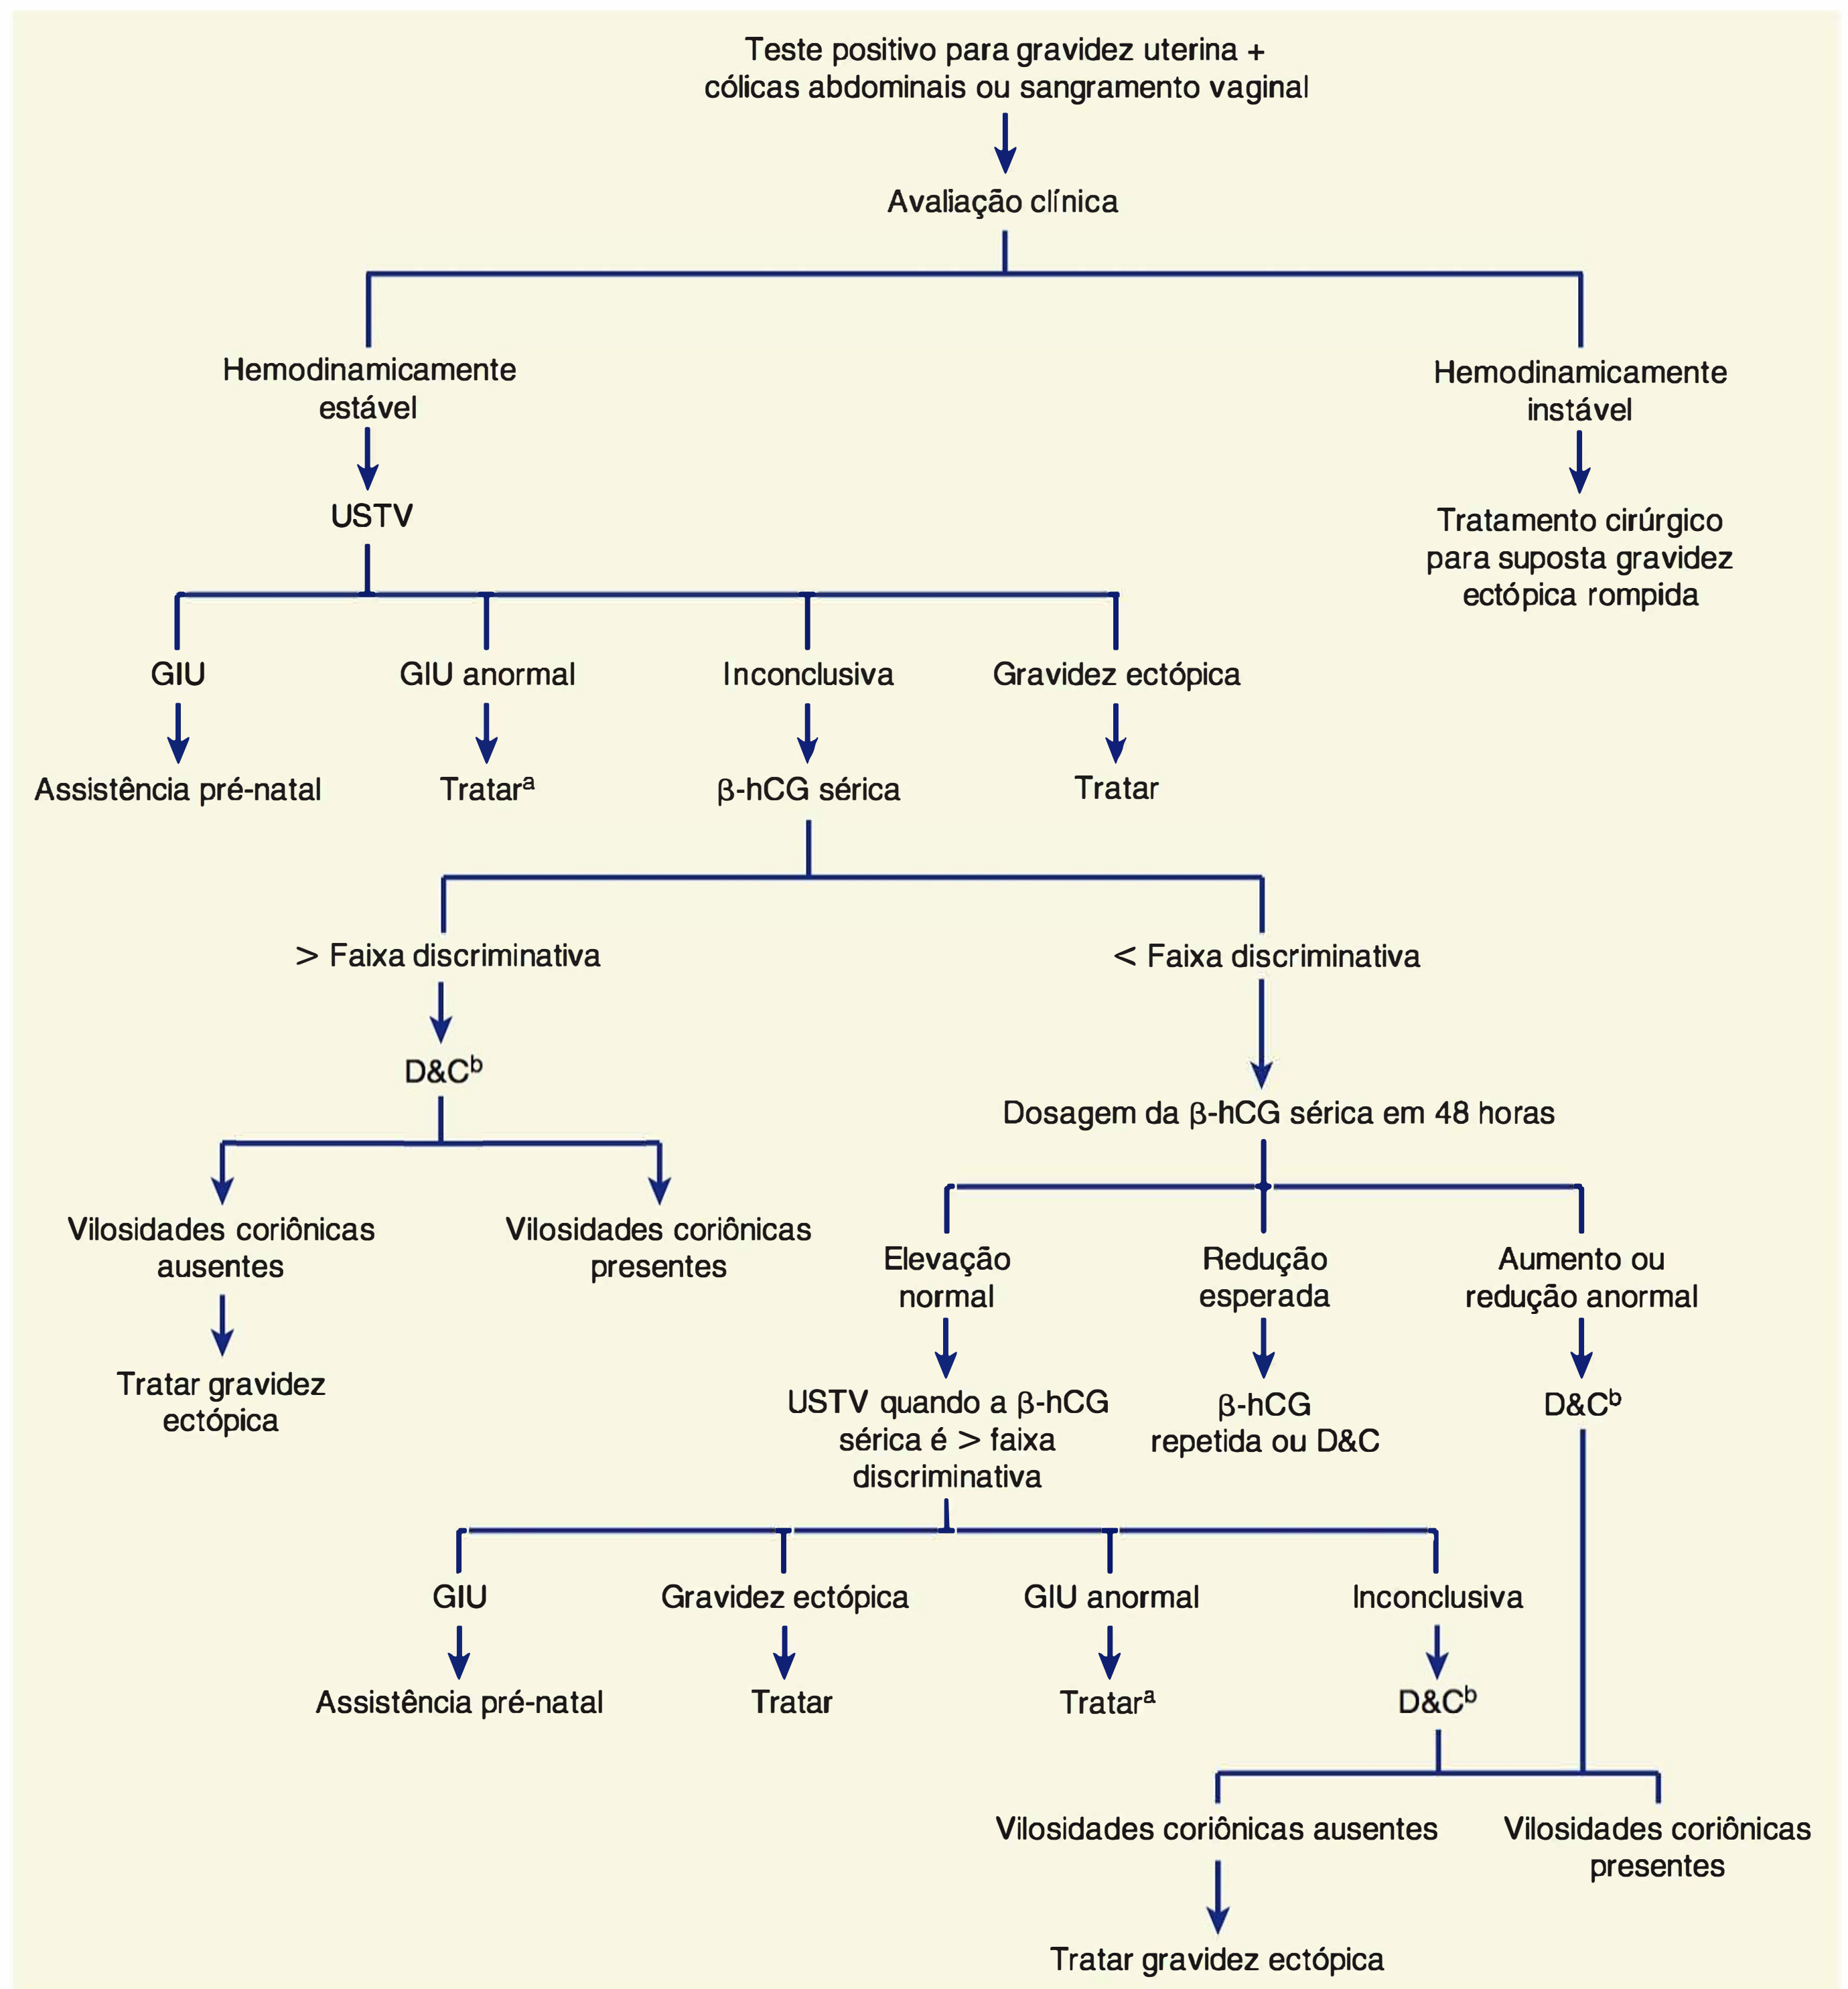 Teste positivo para gravidez uterina +
cólicas abdominais ou sangramento vaginal
Avaliação clínica
Hemodinamicamente
estável
Hemodinamicamente
instável
USTV
Tratamento cirúrgico
para suposta gravidez
ectópica rompida
GIU
GIU anormal
Inconclusiva
Gravidez ectópica
Assistência pré-natal
Tratarᵃ
β-hCG sérica
Tratar
> Faixa discriminativa
< Faixa discriminativa
D&Cᵇ
Dosagem da β-hCG sérica em 48 horas
Vilosidades coriônicas
ausentes
Vilosidades coriônicas
presentes
Elevação
normal
Redução
esperada
Aumento ou
redução anormal
Tratar gravidez
ectópica
USTV quando a β-hCG
sérica é > faixa
discriminativa
β-hCG
repetida ou D&C
D&Cᵇ
GIU
Gravidez ectópica
GIU anormal
Inconclusiva
Assistência pré-natal
Tratar
Tratarᵃ
D&Cᵇ
Vilosidades coriônicas ausentes
Vilosidades coriônicas
presentes
Tratar gravidez ectópica